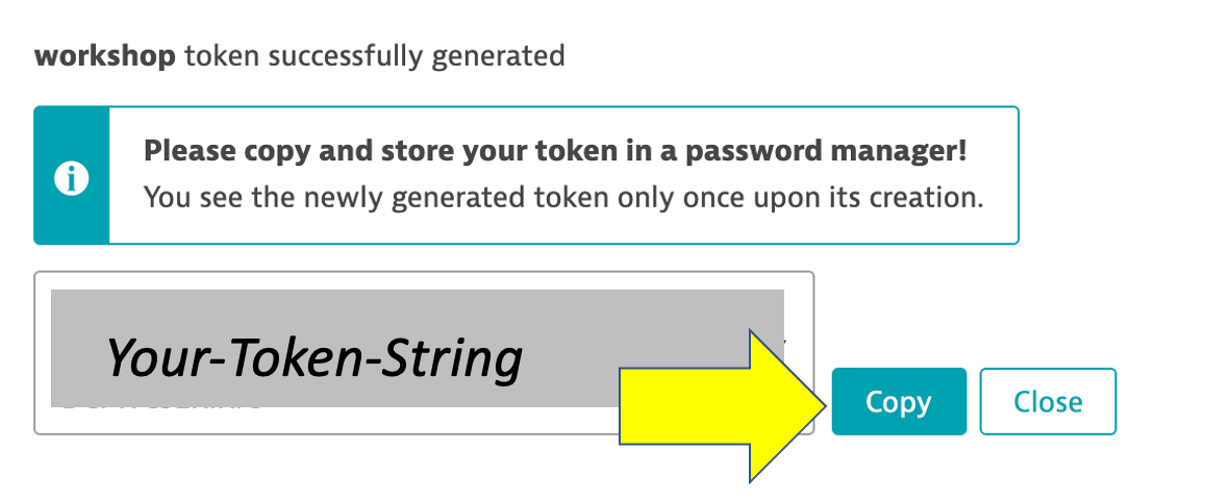 workshop token successfully generated
Please copy and store your token in a password manager!
You see the newly generated token only once upon its creation.
Your-Token-String
Copy
Close